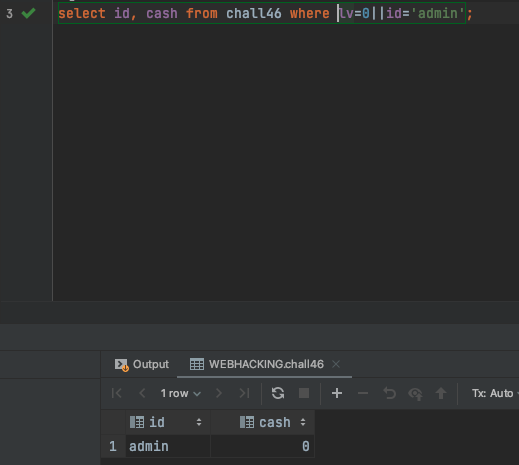 3 select id, cash from chall46 where lv=0||id='admin';
Output WEBHACKING.chall46
1 row Tx: Auto
id cash
1 admin 0